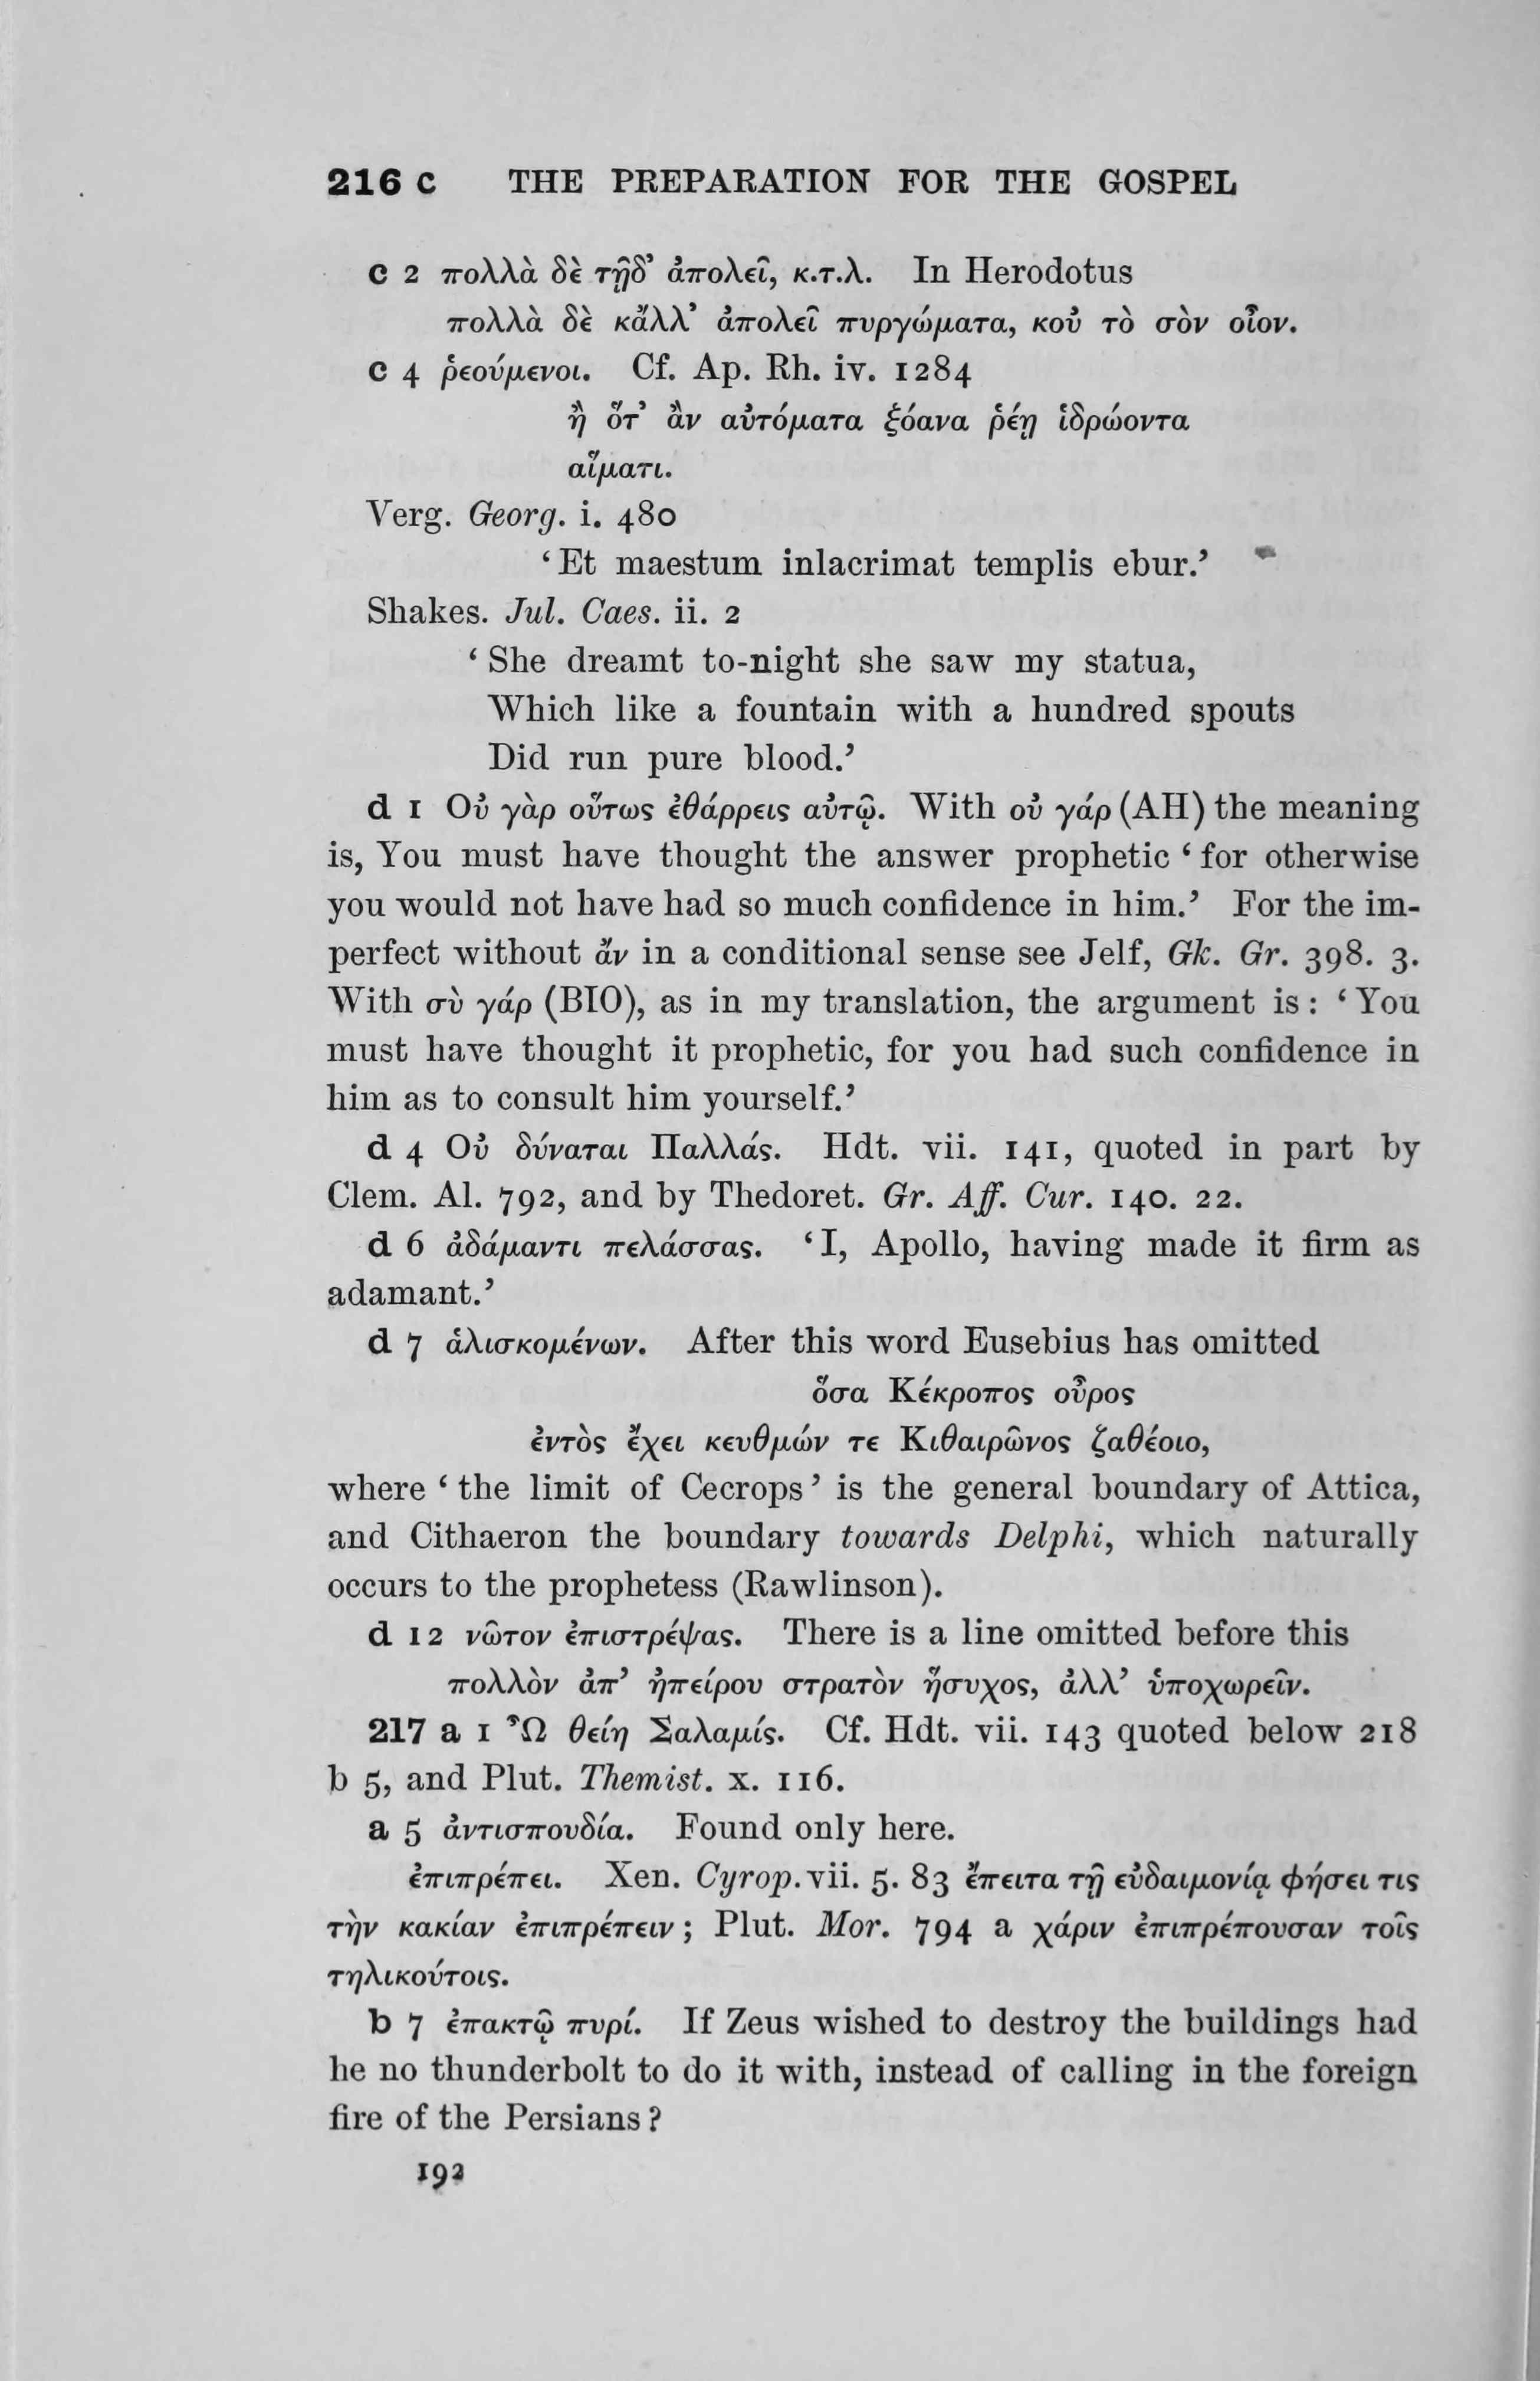 216 c THE PREPARATION FOR THE GOSPEL
c 2 πολλὰ δὲ τῇδ’ ἀπολεῖ, κ.τ.λ. In Herodotus
πολλὰ δὲ κἄλλ’ ἀπολεῖ πυργώματα, κοὐ τὸ σὸν οἶον.
c 4 ῥεούμενοι. Cf. Ap. Rh. iv. 1284
ἢ ὅτ’ ἂν αὐτόματα ξόανα ῥέῃ ἱδρώοντα
αἵματι.
Verg. Georg. i. 480
‘Et maestum inlacrimat templis ebur.’
Shakes. Jul. Caes. ii. 2
‘She dreamt to-night she saw my statua,
Which like a fountain with a hundred spouts
Did run pure blood.’
d 1 Οὐ γὰρ οὕτως ἐθάρρεις αὐτῷ. With οὐ γάρ (AH) the meaning
is, You must have thought the answer prophetic ‘for otherwise
you would not have had so much confidence in him.’ For the im-
perfect without ἄν in a conditional sense see Jelf, Gk. Gr. 398. 3.
With σὺ γάρ (BIO), as in my translation, the argument is: ‘You
must have thought it prophetic, for you had such confidence in
him as to consult him yourself.’
d 4 Οὐ δύναται Παλλάς. Hdt. vii. 141, quoted in part by
Clem. Al. 792, and by Thedoret. Gr. Aff. Cur. 140. 22.
d 6 ἀδάμαντι πελάσσας. ‘I, Apollo, having made it firm as
adamant.’
d 7 ἁλισκομένων. After this word Eusebius has omitted
ὅσα Κέκροπος οὖρος
ἐντὸς ἔχει κευθμών τε Κιθαιρῶνος ζαθέοιο,
where ‘the limit of Cecrops’ is the general boundary of Attica,
and Cithaeron the boundary towards Delphi, which naturally
occurs to the prophetess (Rawlinson).
d 12 νῶτον ἐπιστρέψας. There is a line omitted before this
πολλὸν ἀπ’ ἠπείρου στρατὸν ἥσυχος, ἀλλ’ ὑποχωρεῖν.
217 a 1 Ὦ θείη Σαλαμίς. Cf. Hdt. vii. 143 quoted below 218
b 5, and Plut. Themist. x. 116.
a 5 ἀντισπουδία. Found only here.
ἐπιπρέπει. Xen. Cyrop. vii. 5. 83 ἔπειτα τῇ εὐδαιμονίᾳ φήσει τις
τὴν κακίαν ἐπιπρέπειν; Plut. Mor. 794 a χάριν ἐπιπρέπουσαν τοῖς
τηλικούτοις.
b 7 ἐπακτῷ πυρί. If Zeus wished to destroy the buildings had
he no thunderbolt to do it with, instead of calling in the foreign
fire of the Persians?
192